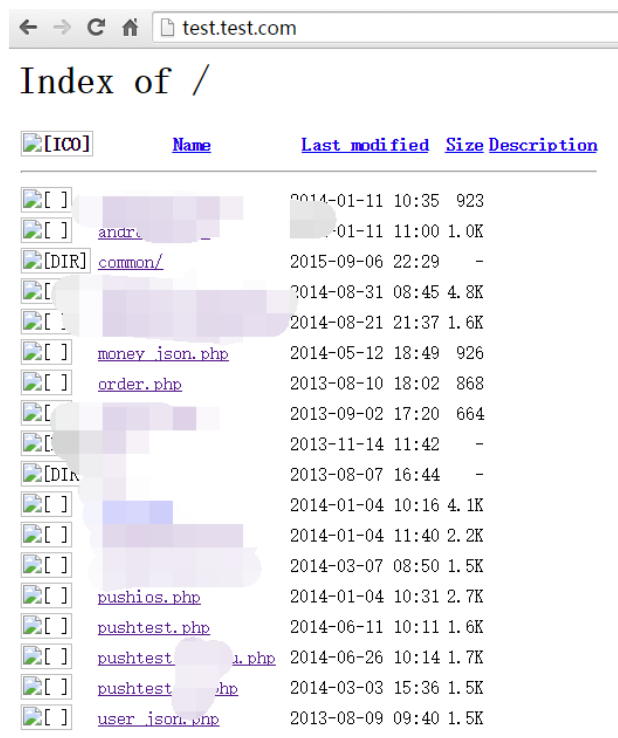 test.test.com
Index of /
[ICO] Name Last modified Size Description
[ ] 2014-01-11 10:35 923
[ ] -01-11 11:00 1.0K
[DIR] common/ 2015-09-06 22:29 -
[ 2014-08-31 08:45 4.8K
[ ] 2014-08-21 21:37 1.6K
[ ] money_json.php 2014-05-12 18:49 926
[ ] order.php 2013-08-10 18:02 868
[ 2013-09-02 17:20 664
[ 2013-11-14 11:42 -
[DIR 2013-08-07 16:44 -
[ ] 2014-01-04 10:16 4.1K
[ ] 2014-01-04 11:40 2.2K
[ ] 2014-03-07 08:50 1.5K
[ ] pushios.php 2014-01-04 10:31 2.7K
[ ] pushtest.php 2014-06-11 10:11 1.6K
[ ] pushtest u.php 2014-06-26 10:14 1.7K
[ ] pushtest hp 2014-03-03 15:36 1.5K
[ ] user_json.php 2013-08-09 09:40 1.5K